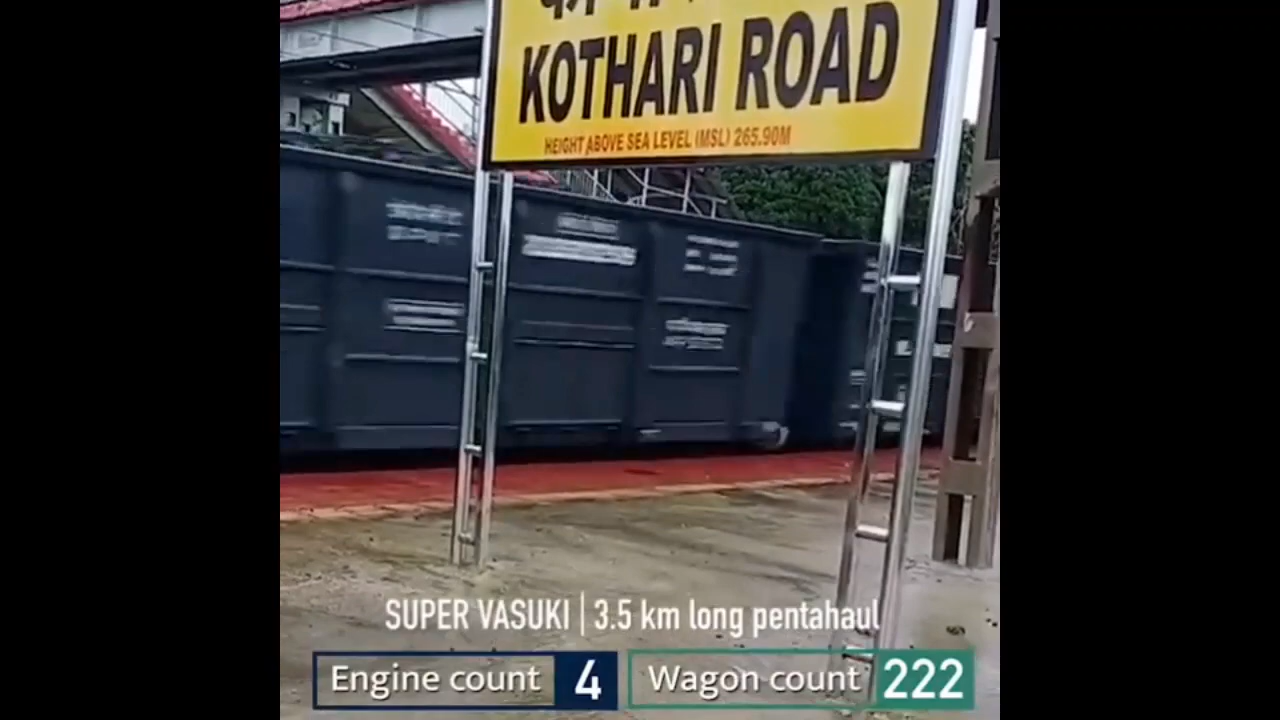 KOTHARI ROAD
HEIGHT ABOVE SEA LEVEL (MSL) 265.90M
SUPER VASUKI | 3.5 km long pentahaul
Engine count 4 Wagon count 222